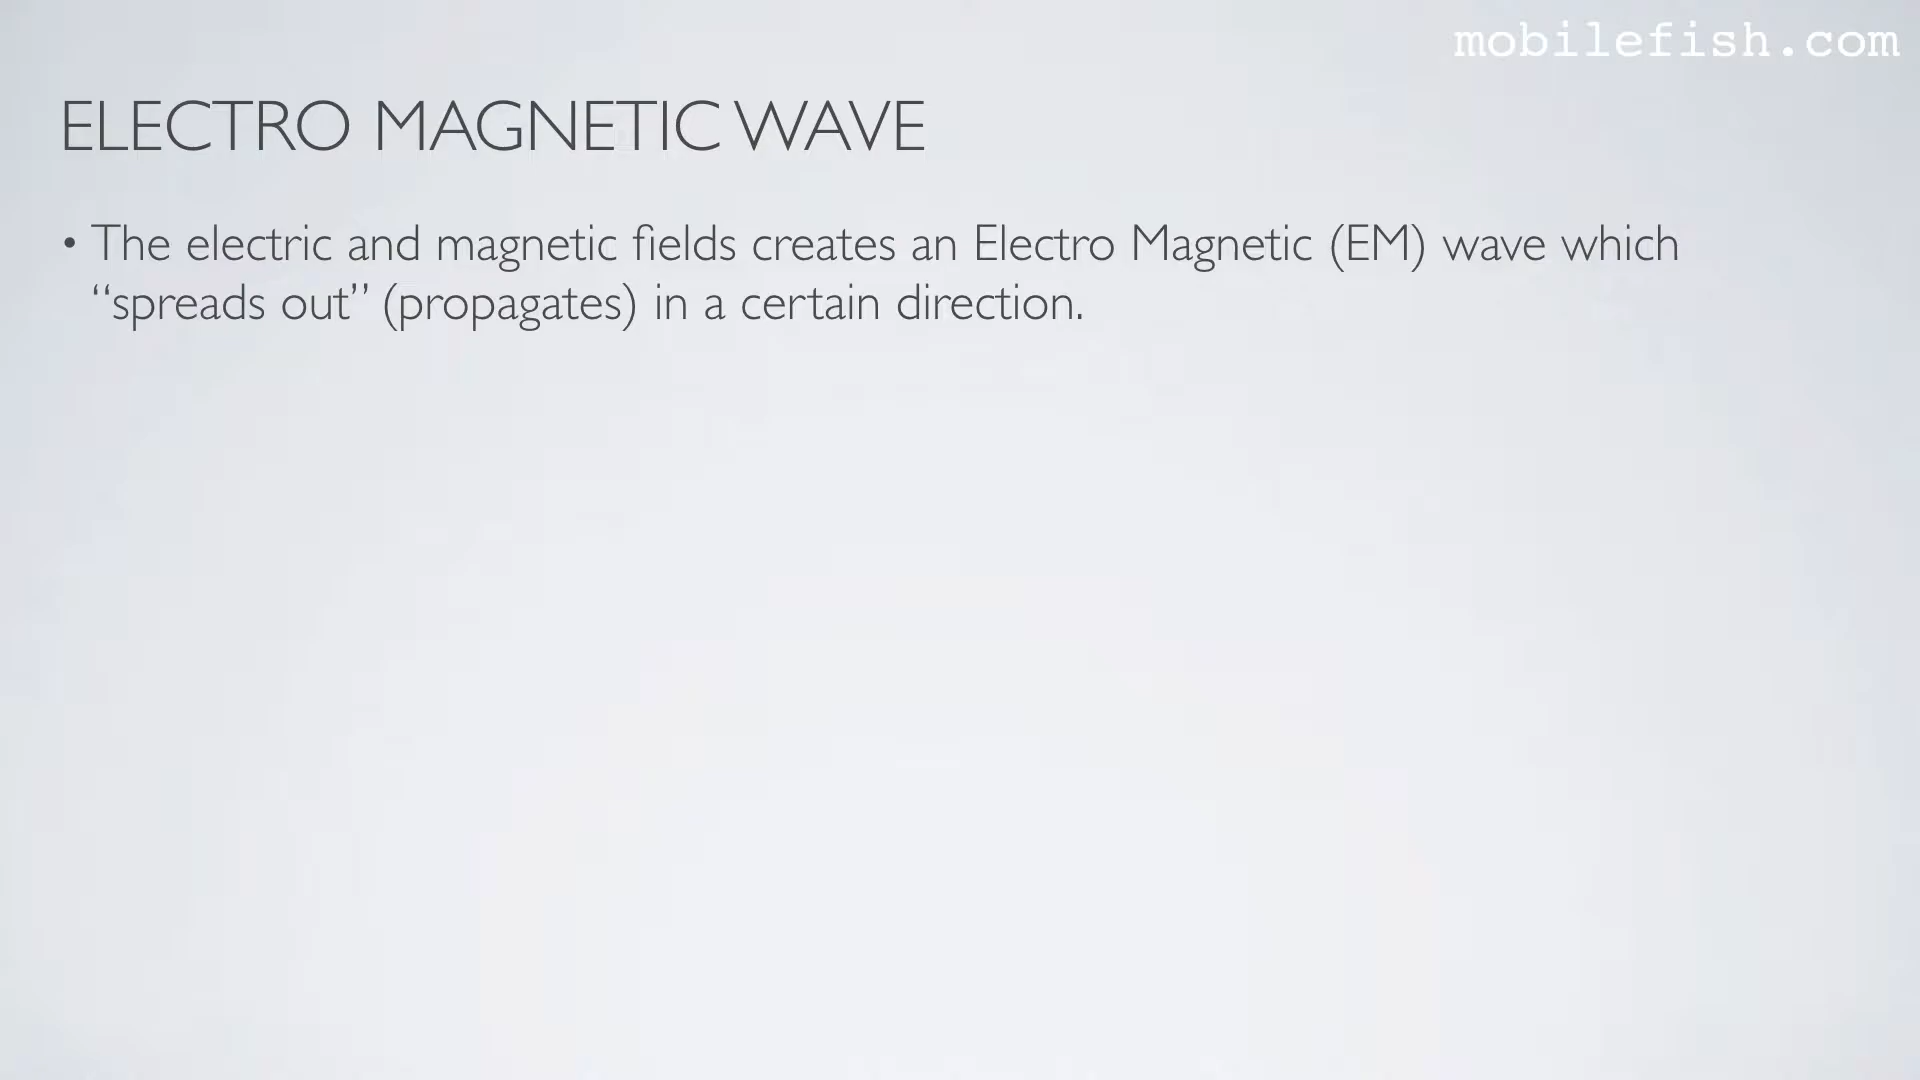 mobilefish.com
ELECTRO MAGNETIC WAVE
• The electric and magnetic fields creates an Electro Magnetic (EM) wave which
“spreads out” (propagates) in a certain direction.